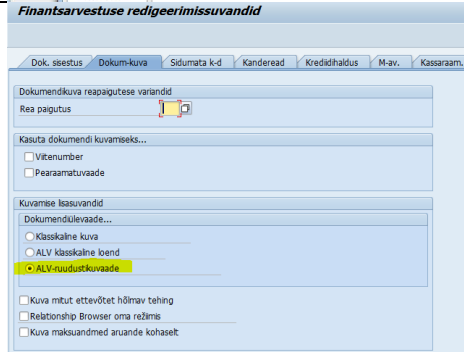 Finantsarvestuse redigeerimissuvandid
Dok. sisestus Dokum-kuva Sidumata k-d Kanderead Krediidihaldus M-av. Kassaraam.
Dokumendikuva reapaigutese variandid
Rea paigutus
Kasuta dokumendi kuvamiseks...
Viitenumber
Pearaamatuvaade
Kuvamise lisasuvandid
Dokumendiülevaade...
Klassikaline kuva
ALV klassikaline loend
ALV-ruudustikuvaade
Kuva mitut ettevõtet hõlmav tehing
Relationship Browser oma režiimis
Kuva maksuandmed aruande kohaselt